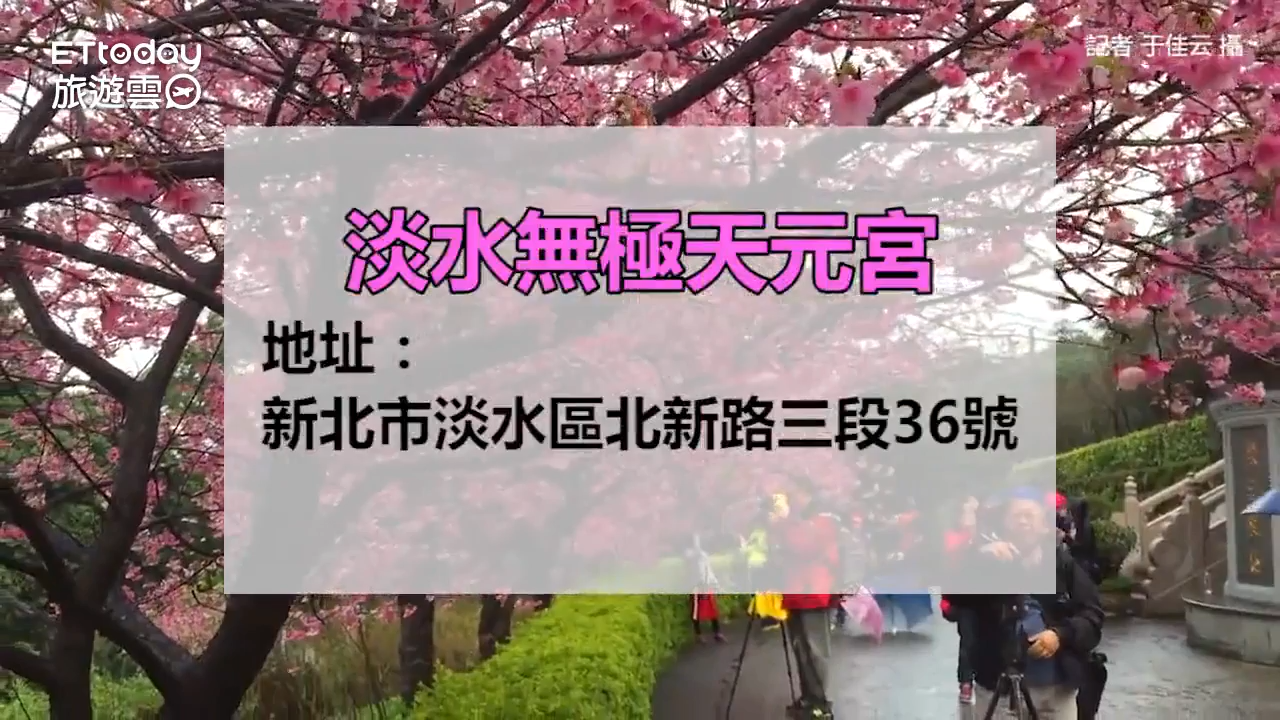 ETtoday
旅遊雲
記者 于佳云 攝
淡水無極天元宮
地址：
新北市淡水區北新路三段36號